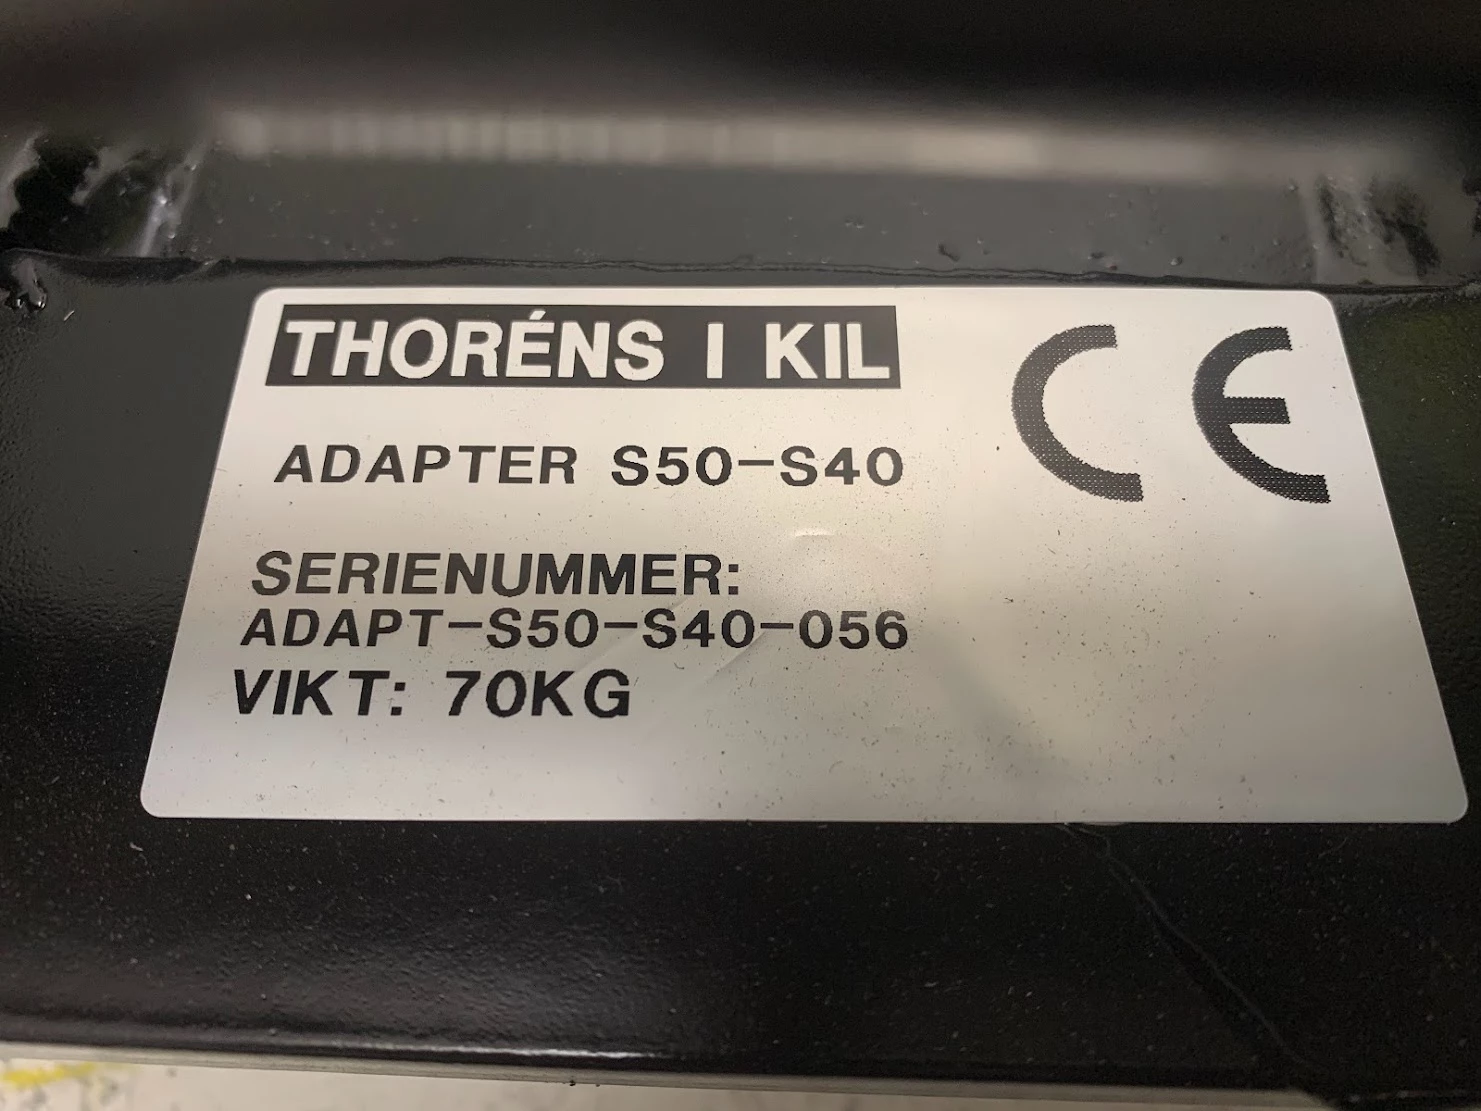 THORÉNS I KIL
CE
ADAPTER S50-S40
SERIENUMMER:
ADAPT-S50-S40-056
VIKT: 70KG